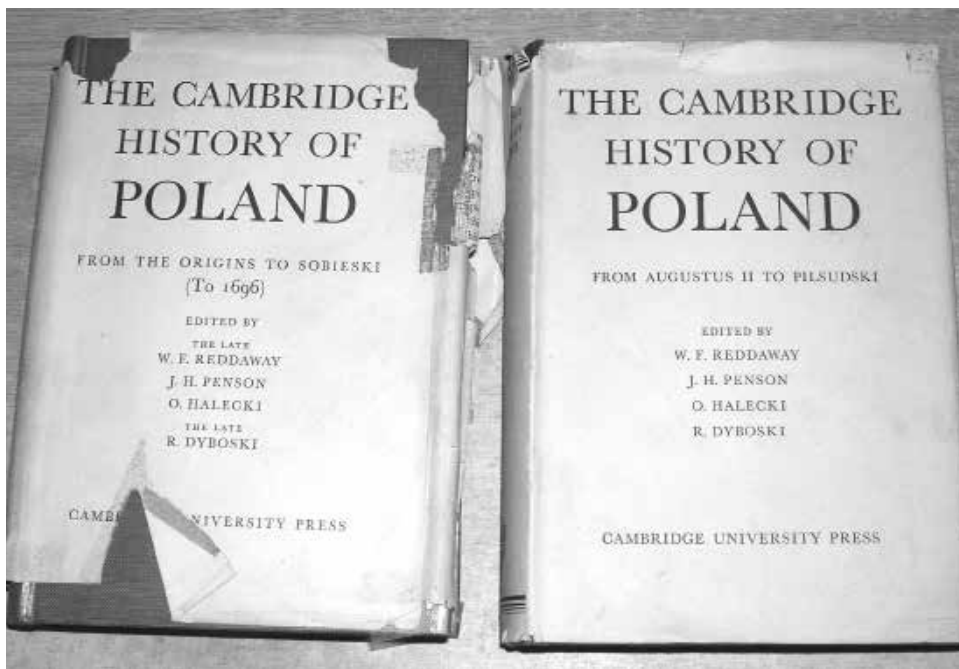 THE CAMBRIDGE
HISTORY OF
POLAND
FROM THE ORIGINS TO SOBIESKI
(To 1696)
EDITED BY
THE LATE
W. F. REDDAWAY
J. H. PENSON
O. HALECKI
THE LATE
R. DYBOSKI
CAMB NIVERSITY PRESS
THE CAMBRIDGE
HISTORY OF
POLAND
FROM AUGUSTUS II TO PILSUDSKI
EDITED BY
W. F. REDDAWAY
J. H. PENSON
O. HALECKI
R. DYBOSKI
CAMBRIDGE UNIVERSITY PRESS